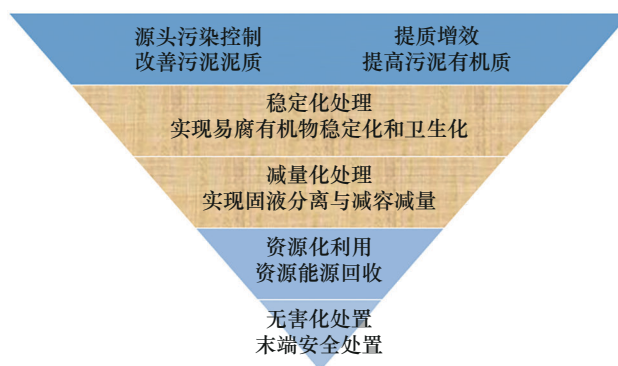 源头污染控制
改善污泥泥质
提质增效
提高污泥有机质
稳定化处理
实现易腐有机物稳定化和卫生化
减量化处理
实现固液分离与减容减量
资源化利用
资源能源回收
无害化处置
末端安全处置